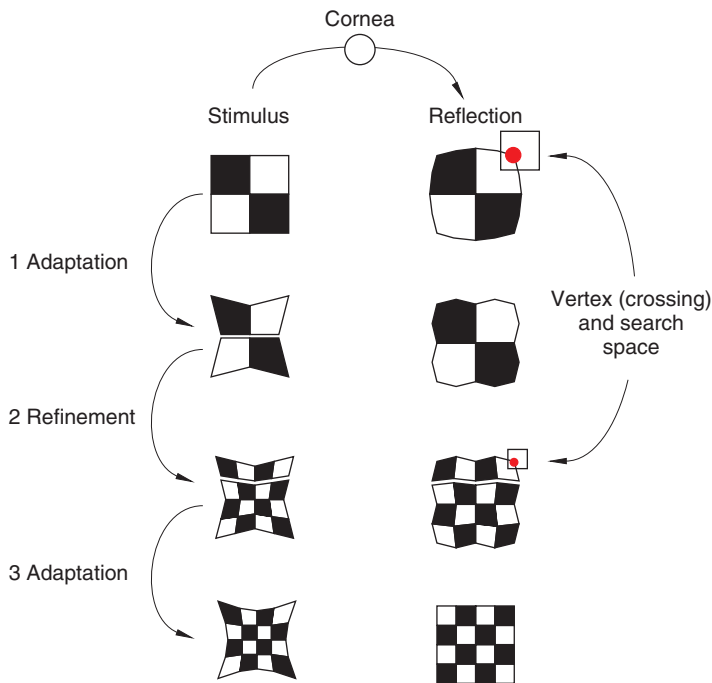 Cornea
Stimulus
Reflection
1 Adaptation
Vertex (crossing)
and search
space
2 Refinement
3 Adaptation